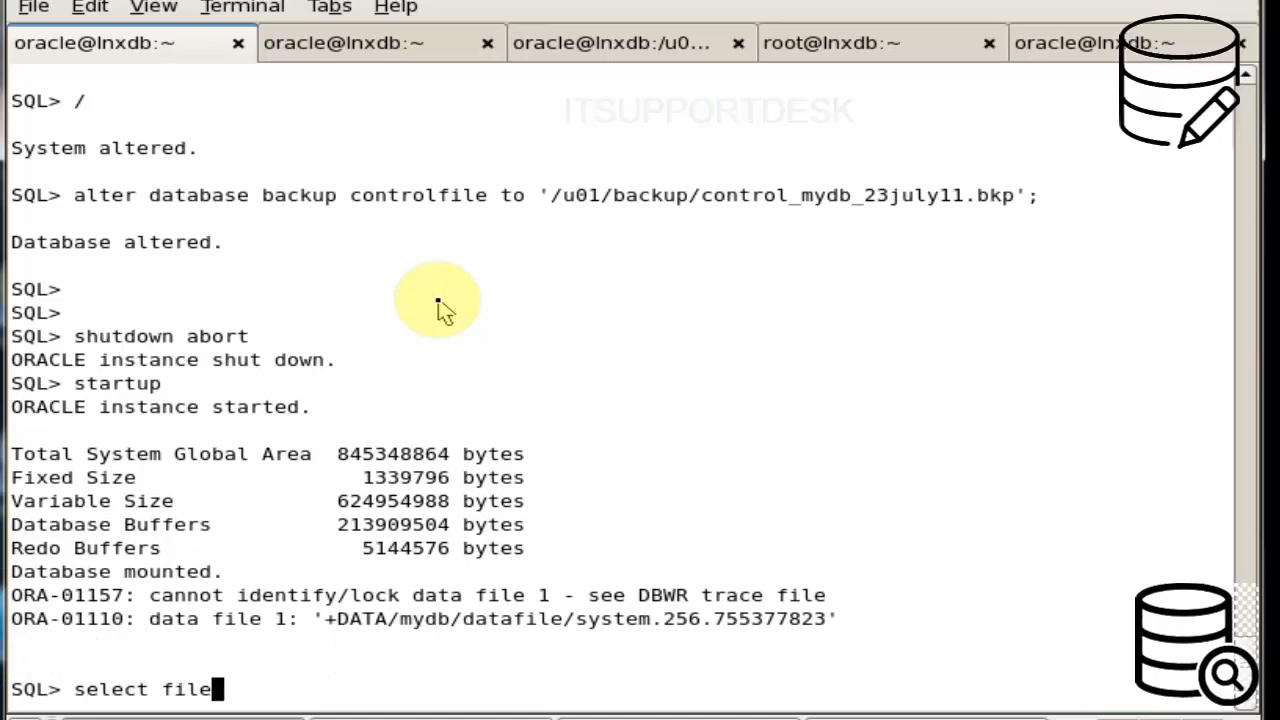 File Edit View Terminal Tabs Help
oracle@lnxdb:~ oracle@lnxdb:~ oracle@lnxdb:/u0... root@lnxdb:~ oracle@lnxdb:~
SQL> /
ITSUPPORTDESK
System altered.
SQL> alter database backup controlfile to '/u01/backup/control_mydb_23july11.bkp';
Database altered.
SQL>
SQL>
SQL> shutdown abort
ORACLE instance shut down.
SQL> startup
ORACLE instance started.
Total System Global Area 845348864 bytes
Fixed Size 1339796 bytes
Variable Size 624954988 bytes
Database Buffers 213909504 bytes
Redo Buffers 5144576 bytes
Database mounted.
ORA-01157: cannot identify/lock data file 1 - see DBWR trace file
ORA-01110: data file 1: '+DATA/mydb/datafile/system.256.755377823'
SQL> select file